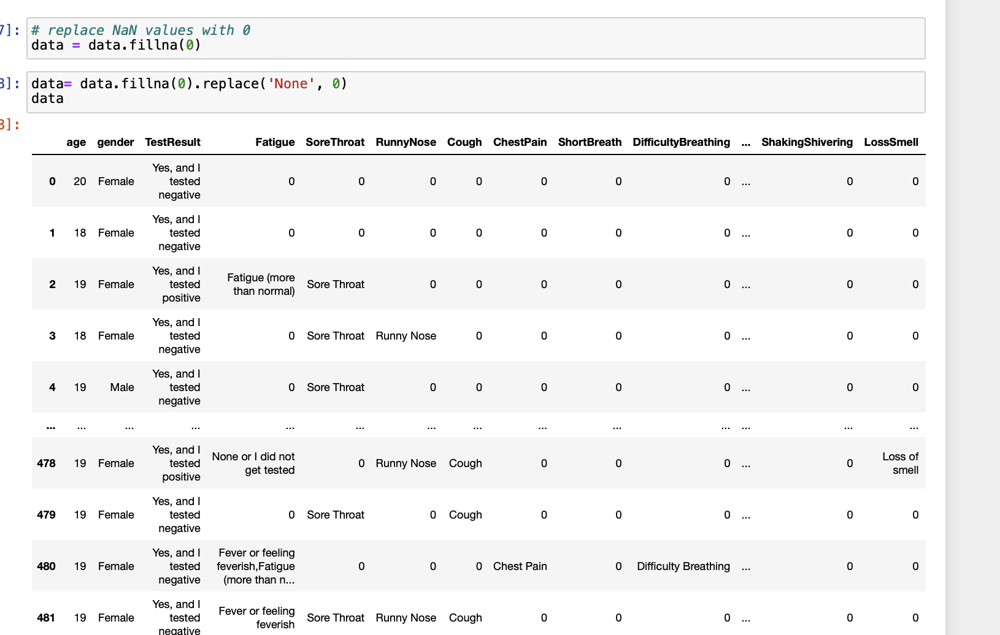 7]: # replace NaN values with 0
data = data.fillna(0)
8]: data= data.fillna(0).replace('None', 0)
data
8]:
age gender TestResult Fatigue SoreThroat RunnyNose Cough ChestPain ShortBreath DifficultyBreathing ... ShakingShivering LossSmell
0 20 Female Yes, and I tested negative 0 0 0 0 0 0 0 ... 0 0
1 18 Female Yes, and I tested negative 0 0 0 0 0 0 0 ... 0 0
2 19 Female Yes, and I tested positive Fatigue (more than normal) Sore Throat 0 0 0 0 0 ... 0 0
3 18 Female Yes, and I tested negative 0 Sore Throat Runny Nose 0 0 0 0 ... 0 0
4 19 Male Yes, and I tested negative 0 Sore Throat 0 0 0 0 0 ... 0 0
... ... ... ... ... ... ... ... ... ... ... ... ... ...
478 19 Female Yes, and I tested positive None or I did not get tested 0 Runny Nose Cough 0 0 0 ... 0 Loss of smell
479 19 Female Yes, and I tested negative 0 Sore Throat 0 Cough 0 0 0 ... 0 0
480 19 Female Yes, and I tested negative Fever or feeling feverish,Fatigue (more than n... 0 0 0 Chest Pain 0 Difficulty Breathing ... 0 0
481 19 Female Yes, and I tested negative Fever or feeling feverish Sore Throat Runny Nose Cough 0 0 0 ... 0 0